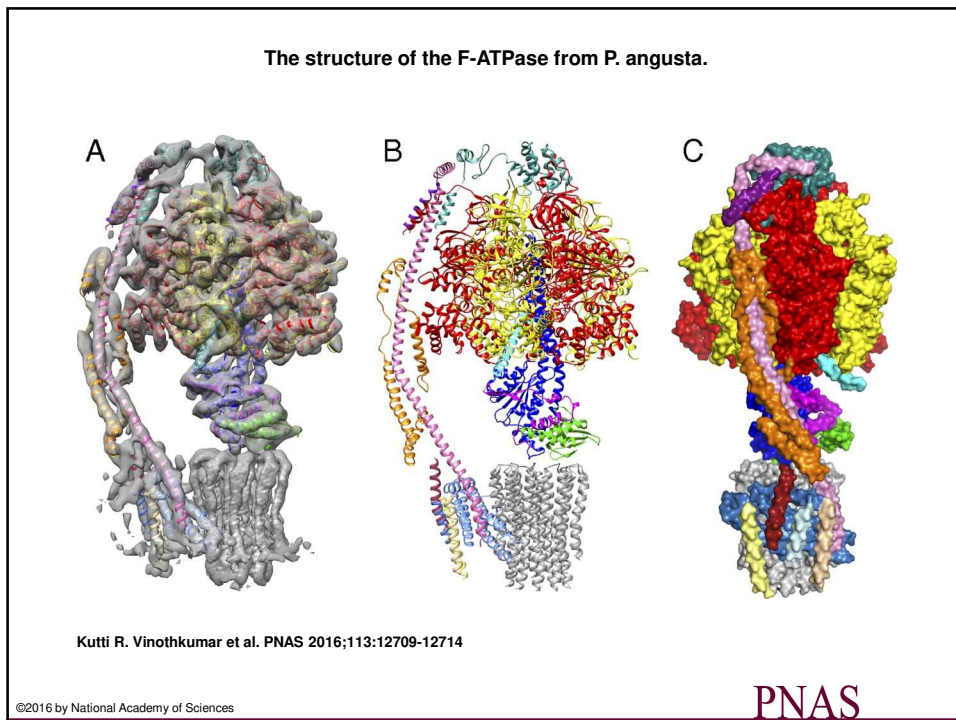 The structure of the F-ATPase from P. angusta.
A B C
Kutti R. Vinothkumar et al. PNAS 2016;113:12709-12714
©2016 by National Academy of Sciences
PNAS